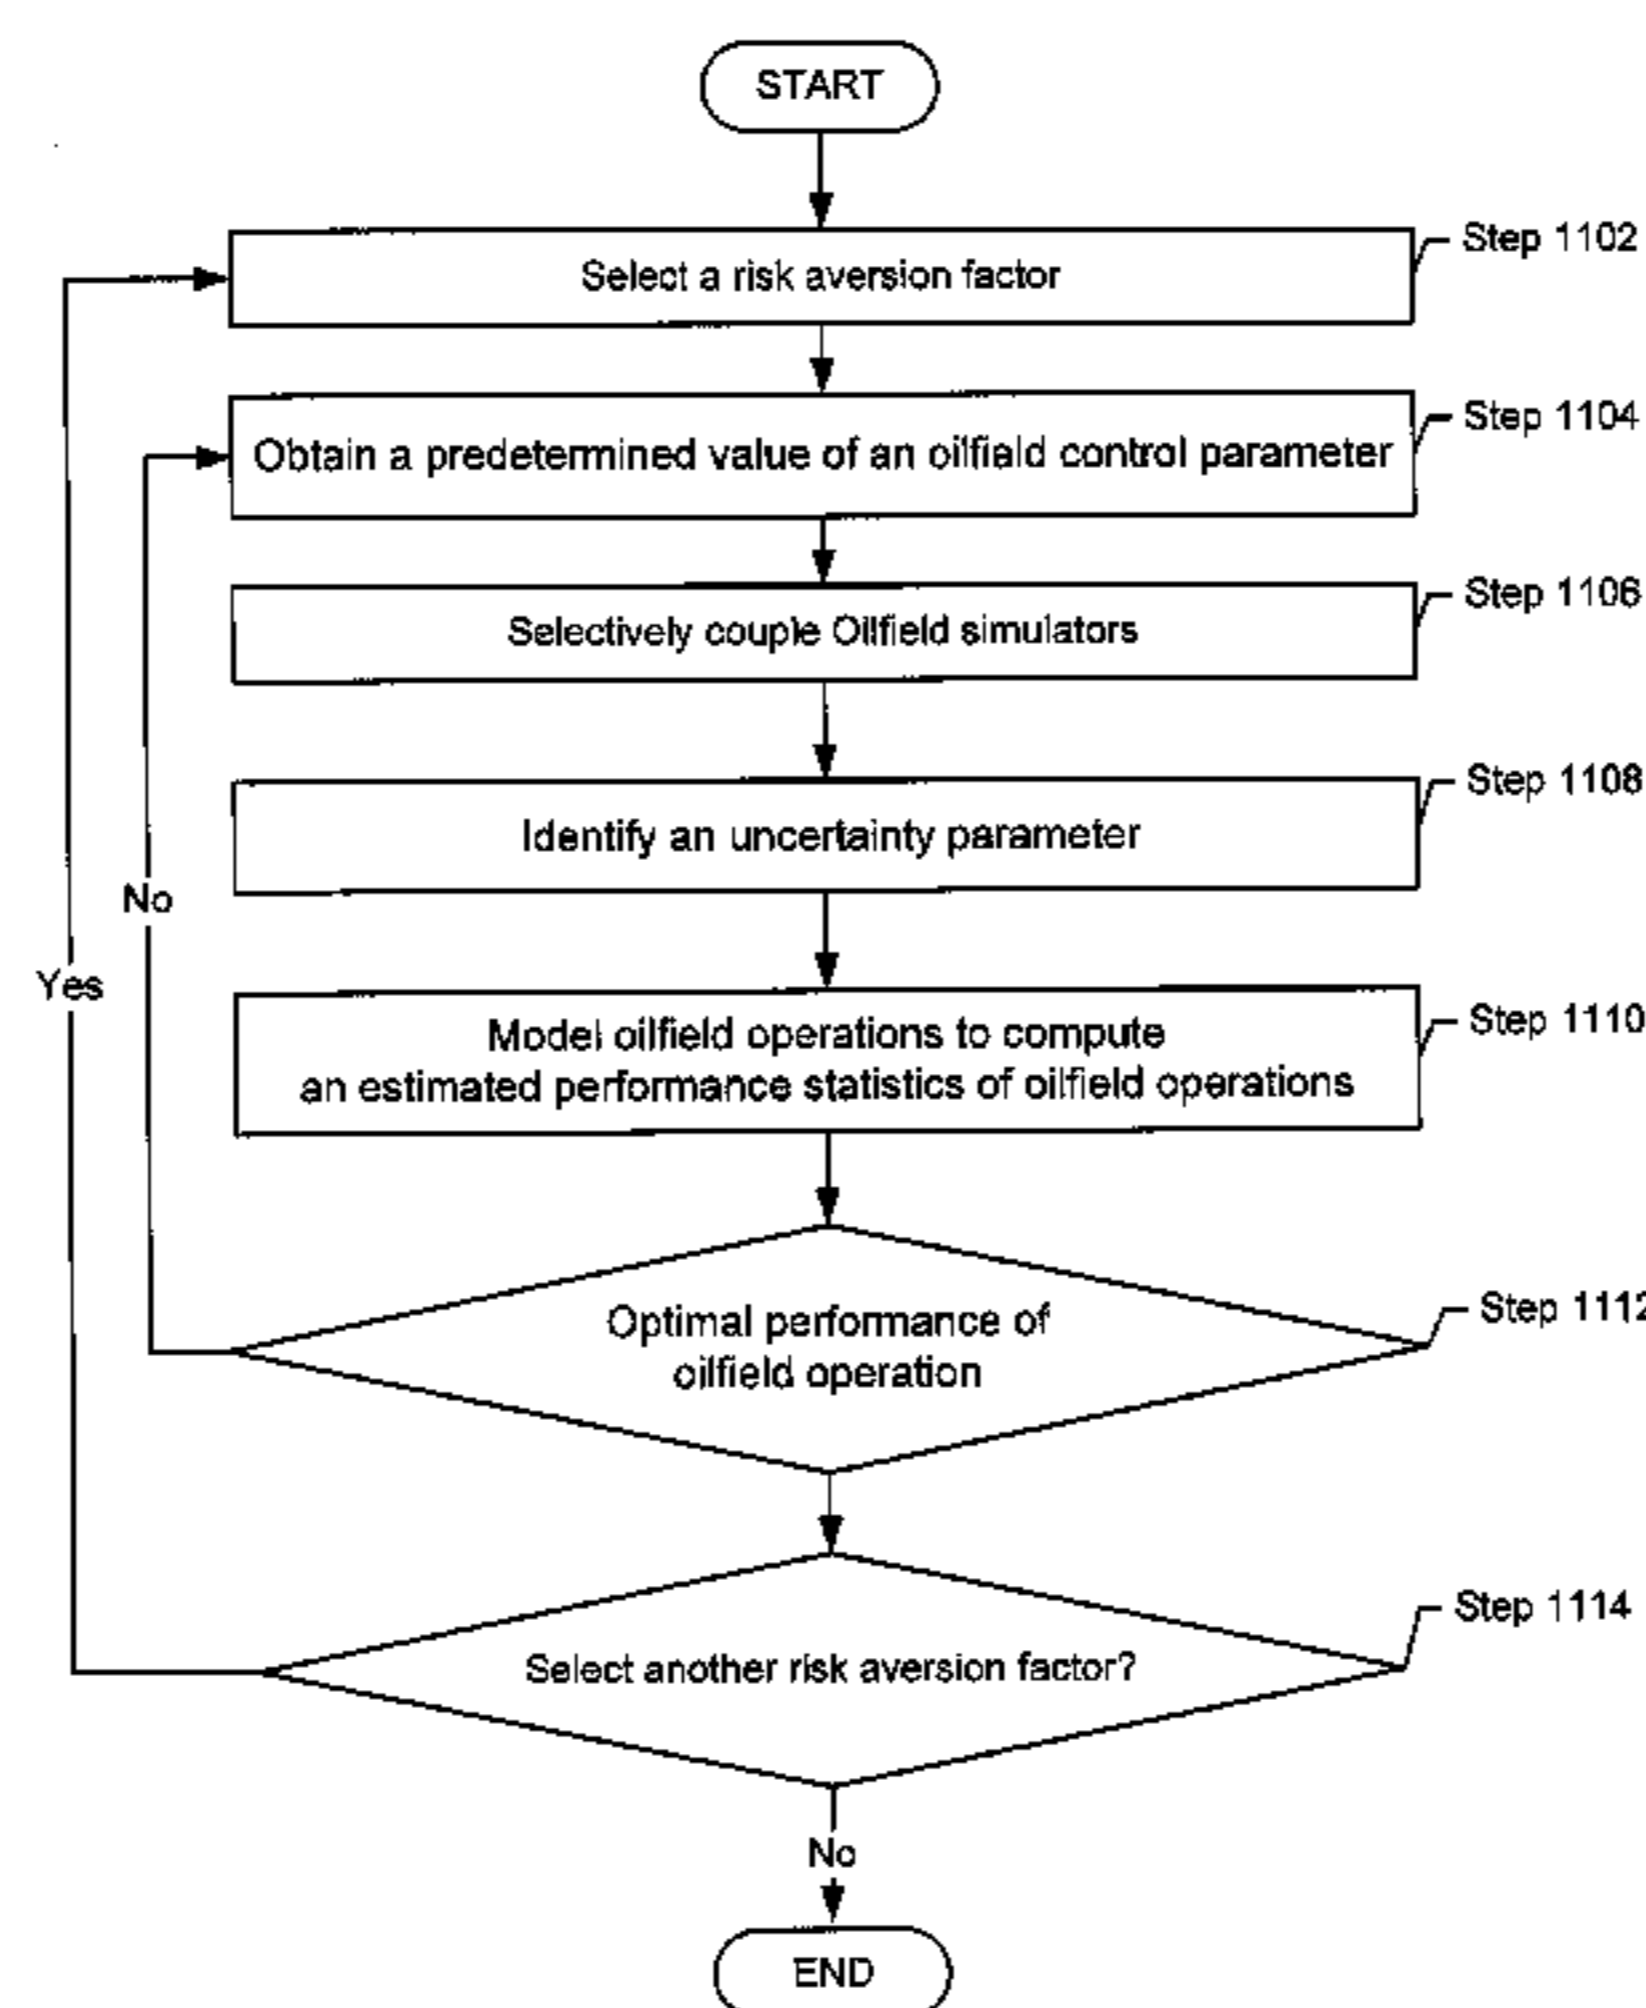 START
Step 1102
Select a risk aversion factor
Step 1104
Obtain a predetermined value of an oilfield control parameter
Step 1106
Selectively couple Oilfield simulators
Step 1108
Identify an uncertainty parameter
No
Yes
Step 1110
Model oilfield operations to compute
an estimated performance statistics of oilfield operations
Step 1112
Optimal performance of
oilfield operation
Step 1114
Select another risk aversion factor?
No
END